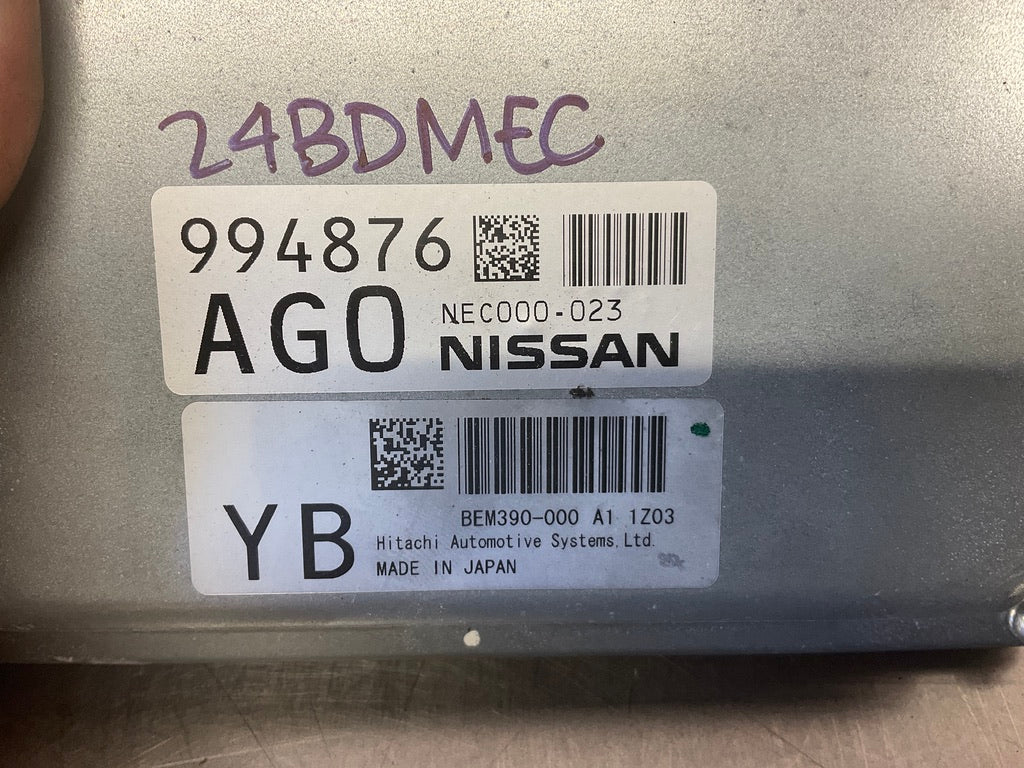 24BDMEC
994876
AG0 NEC000-023
NISSAN
YB BEM390-000 A1 1Z03
Hitachi Automotive Systems,Ltd.
MADE IN JAPAN